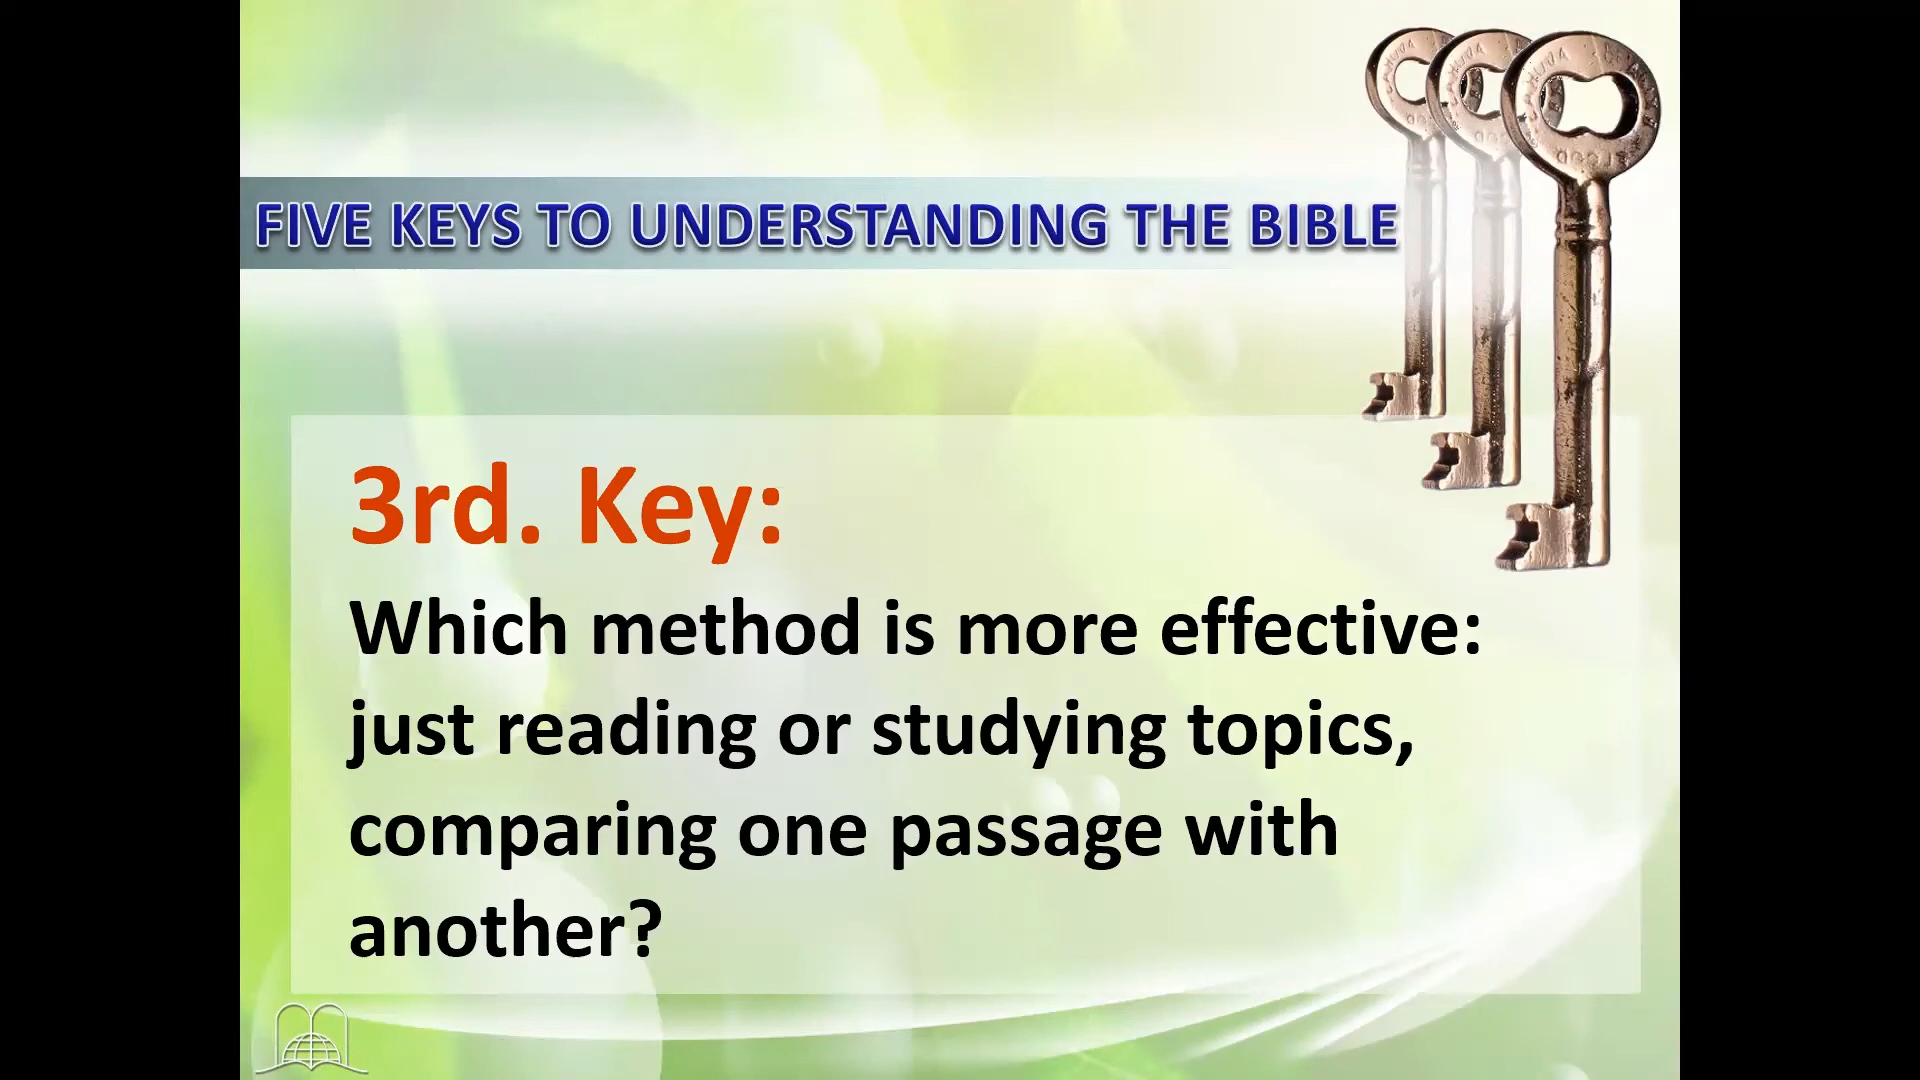 FIVE KEYS TO UNDERSTANDING THE BIBLE
3rd. Key:
Which method is more effective:
just reading or studying topics,
comparing one passage with
another?